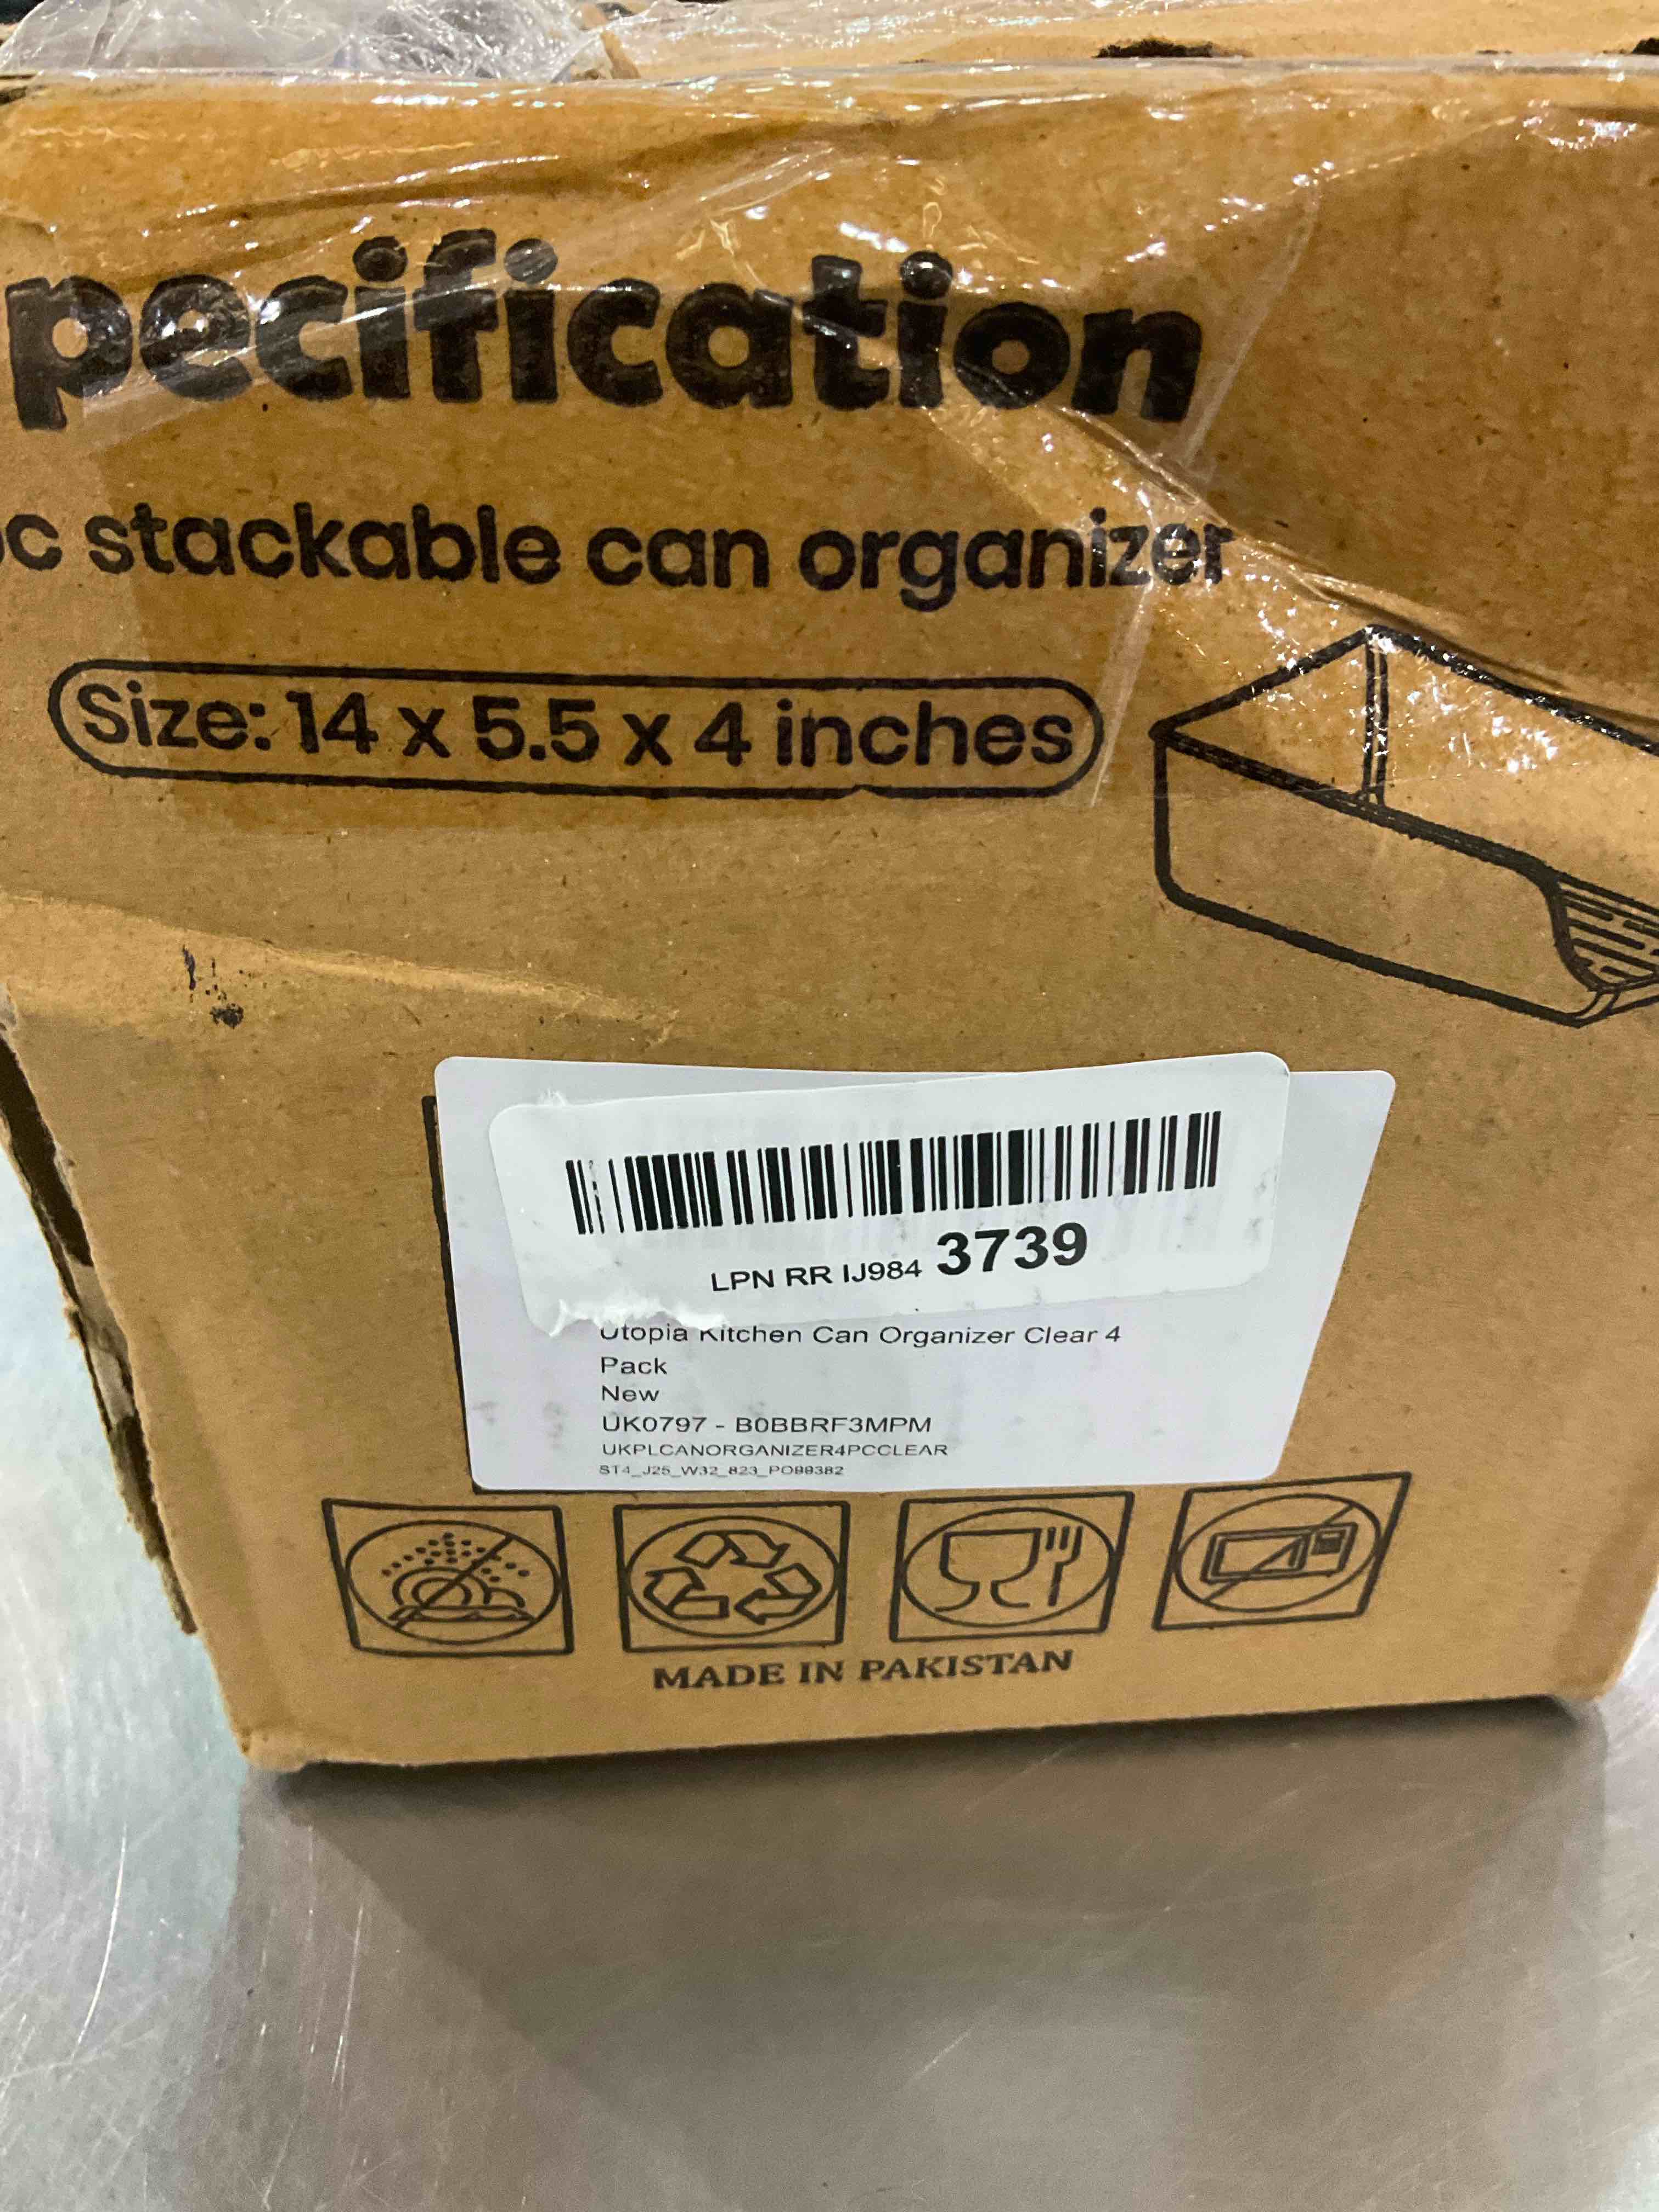 pecification
c stackable can organizer
Size: 14 x 5.5 x 4 inches
LPN RR IJ984 3739
Utopia Kitchen Can Organizer Clear 4
Pack
New
UK0797 - B0BBRF3MPM
UKPLCANORGANIZER4PCCLEAR
ST4_J25_W32_823_PO99382
MADE IN PAKISTAN